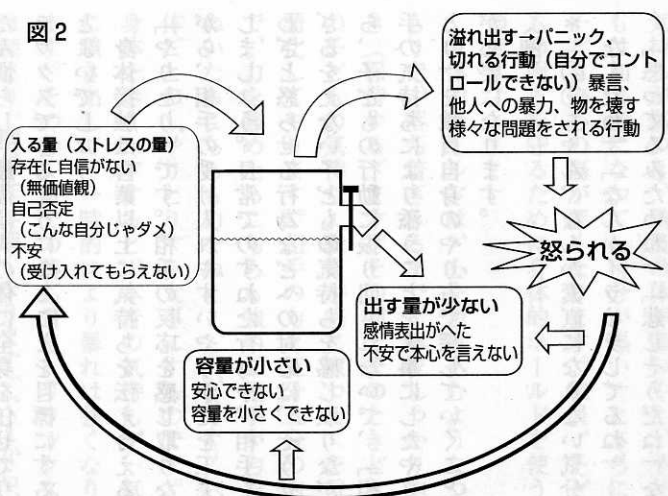 図2
溢れ出す→パニック、
切れる行動（自分でコント
ロールできない）暴言、
他人への暴力、物を壊す
様々な問題をされる行動
入る量（ストレスの量）
存在に自信がない
（無価値観）
自己否定
（こんな自分じゃダメ）
不安
（受け入れてもらえない）
怒られる
出す量が少ない
感情表出がへた
不安で本心を言えない
容量が小さい
安心できない
容量を小さくできない